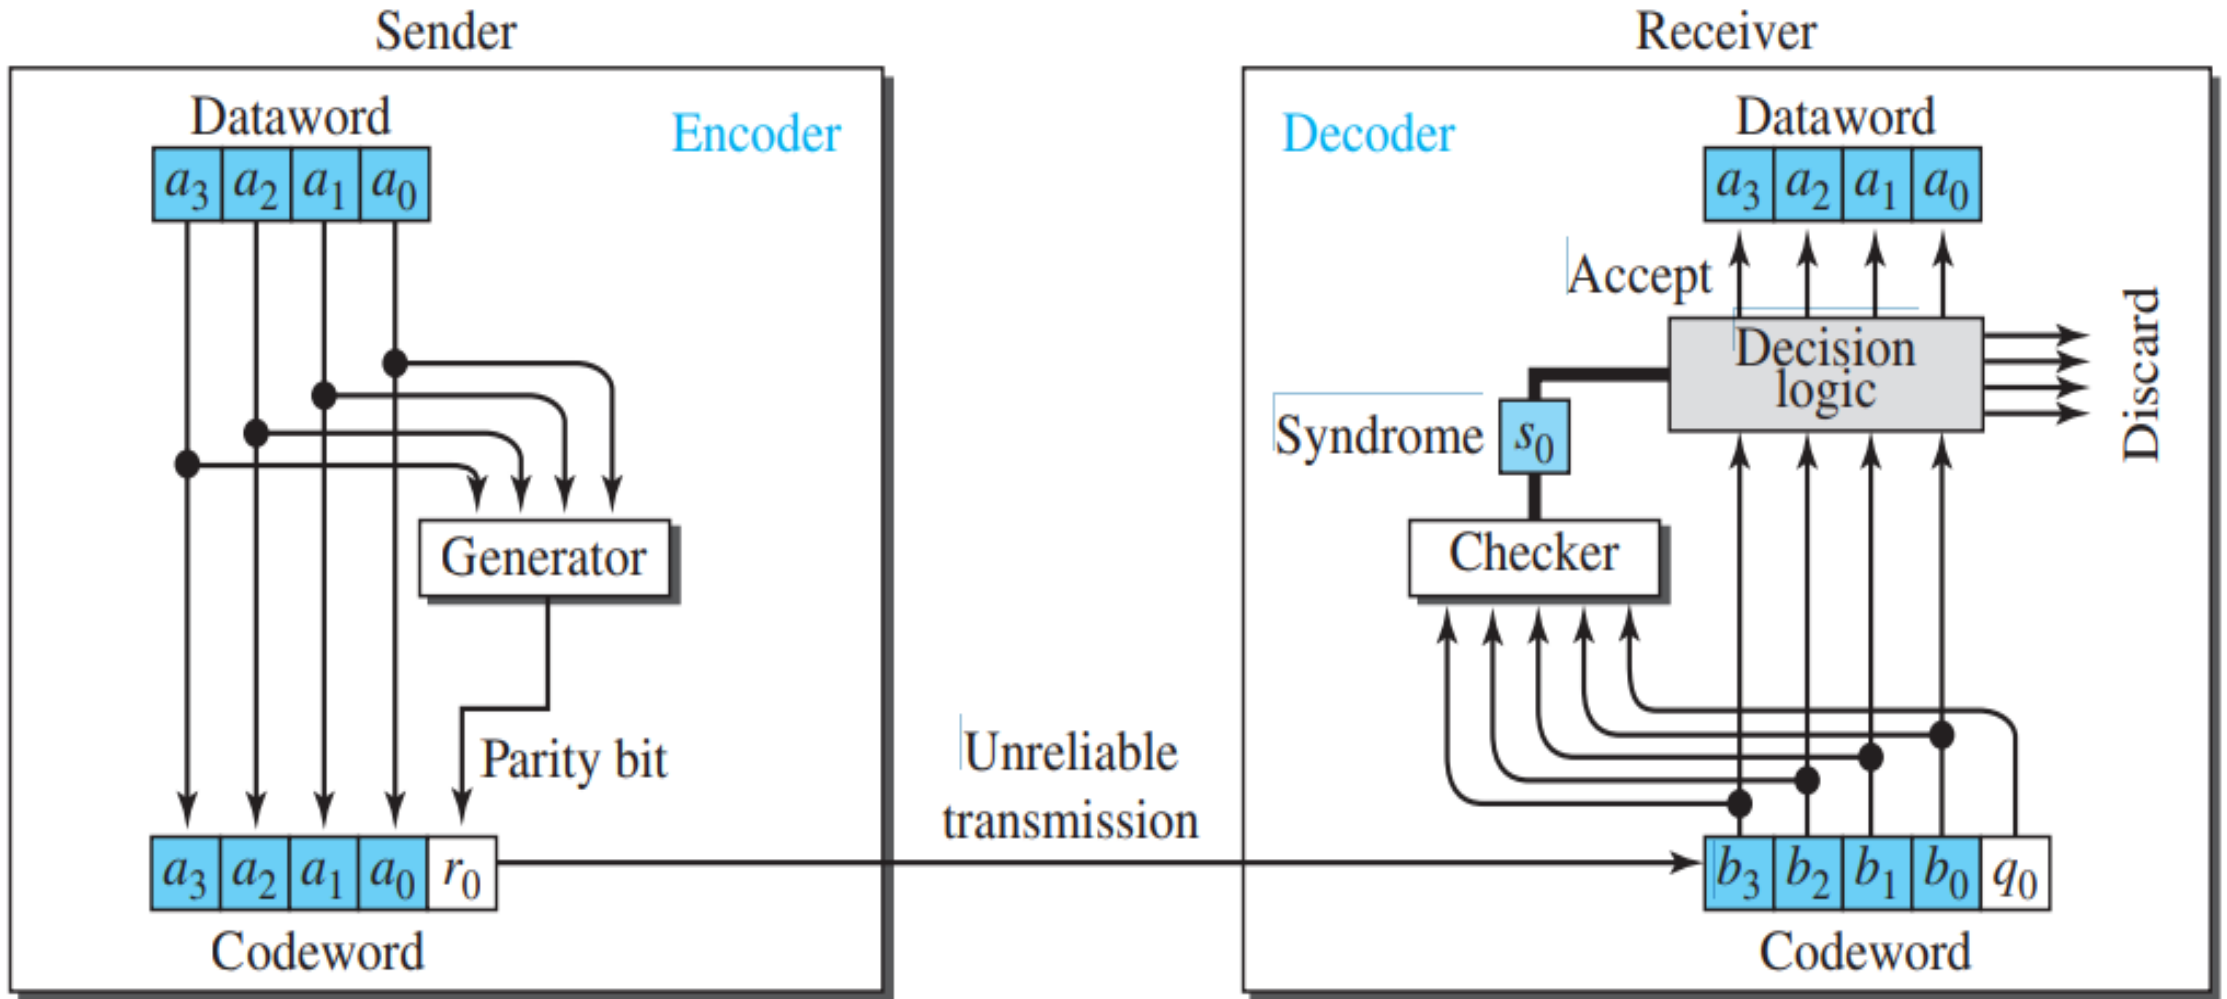 Sender
Dataword
Encoder
a3 a2 a1 a0
Generator
Parity bit
a3 a2 a1 a0 r0
Codeword
Unreliable
transmission
Receiver
Decoder
Dataword
a3 a2 a1 a0
Accept
Decision
logic
Discard
Syndrome
s0
Checker
b3 b2 b1 b0 q0
Codeword